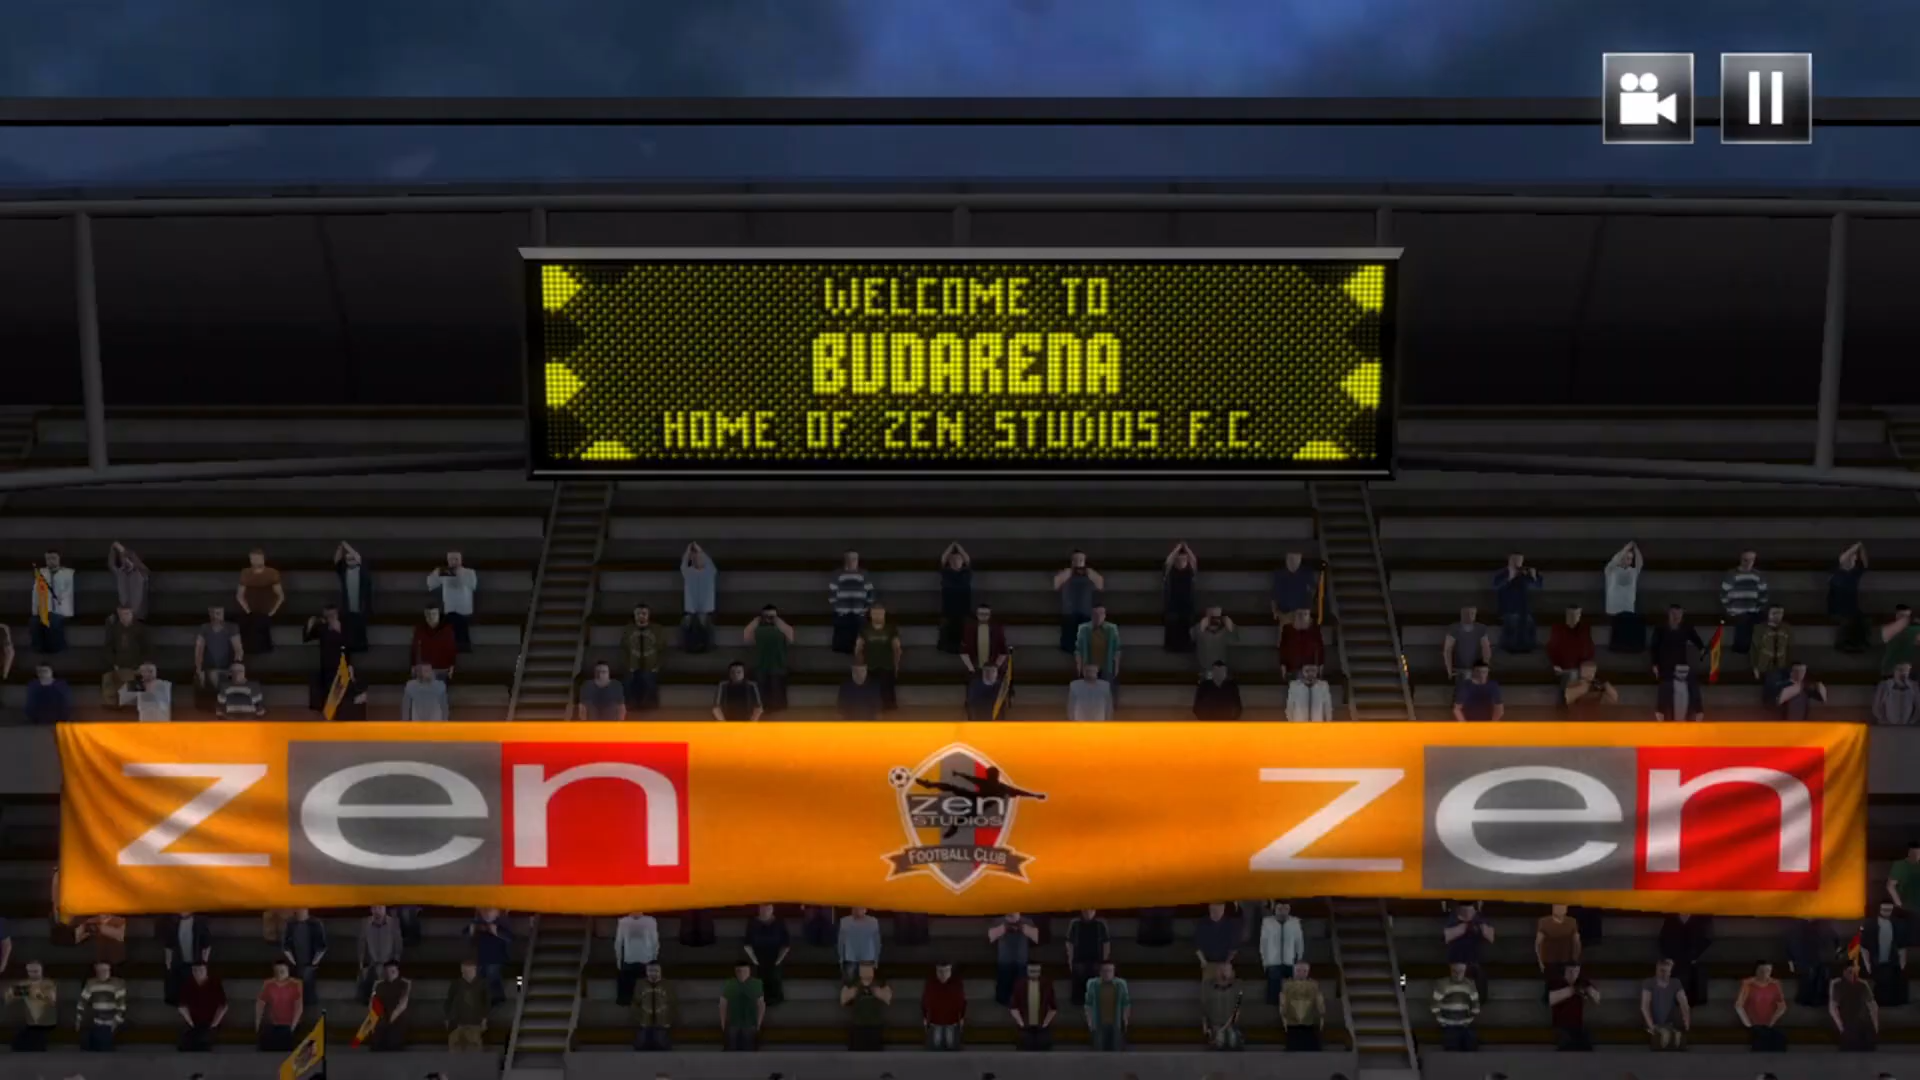 WELCOME TO
BUDARENA
HOME OF ZEN STUDIOS F.C.
zen
zen
STUDIOS
FOOTBALL CLUB
zen